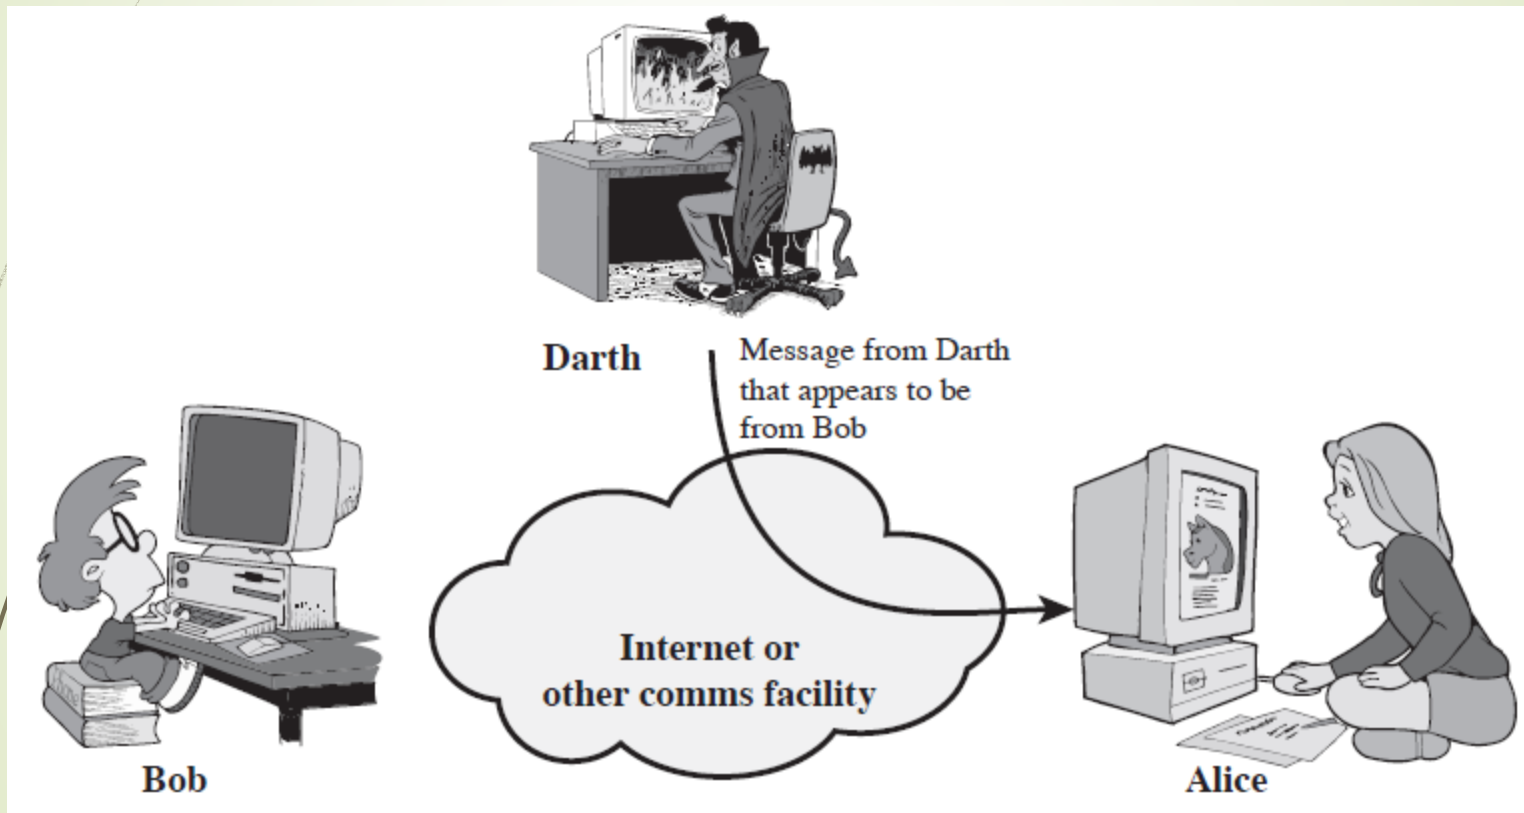 Darth
Message from Darth
that appears to be
from Bob
Internet or
other comms facility
Bob
Alice